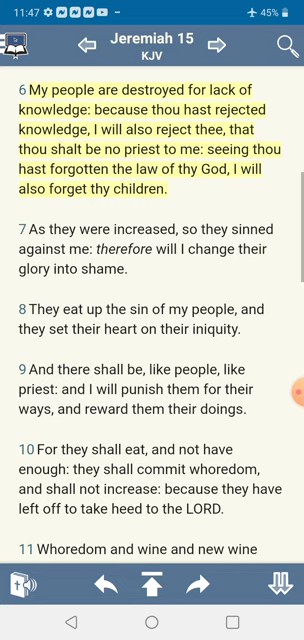 11:47
45%
Jeremiah 15
KJV
6 My people are destroyed for lack of
knowledge: because thou hast rejected
knowledge, I will also reject thee, that
thou shalt be no priest to me: seeing thou
hast forgotten the law of thy God, I will
also forget thy children.
7 As they were increased, so they sinned
against me: therefore will I change their
glory into shame.
8 They eat up the sin of my people, and
they set their heart on their iniquity.
9 And there shall be, like people, like
priest: and I will punish them for their
ways, and reward them their doings.
10 For they shall eat, and not have
enough: they shall commit whoredom,
and shall not increase: because they have
left off to take heed to the LORD.
11 Whoredom and wine and new wine